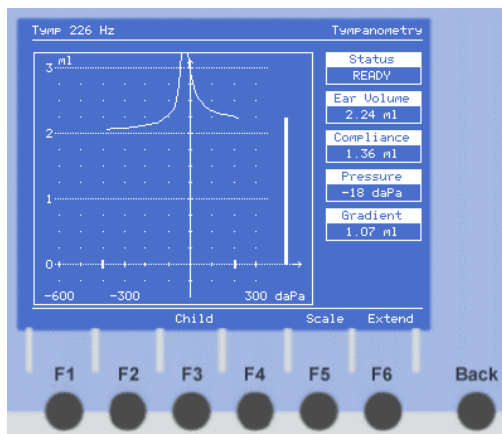 Tymp 226 Hz Tympanometry
ml
3
2
1
0
-600 -300 300 daPa
Status
READY
Ear Volume
2.24 ml
Compliance
1.36 ml
Pressure
-18 daPa
Gradient
1.07 ml
Child Scale Extend
F1 F2 F3 F4 F5 F6 Back